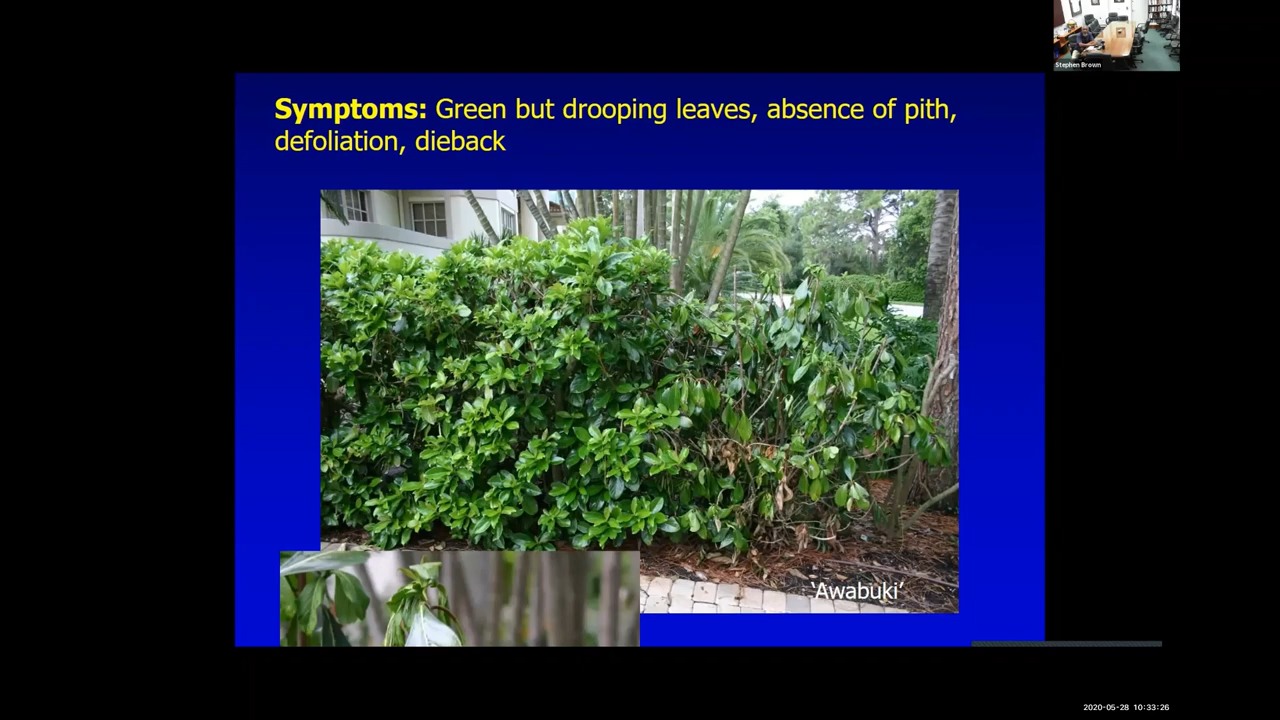 Stephen Brown
Symptoms: Green but drooping leaves, absence of pith,
defoliation, dieback
‘Awabuki’
2020-05-28 10:33:26